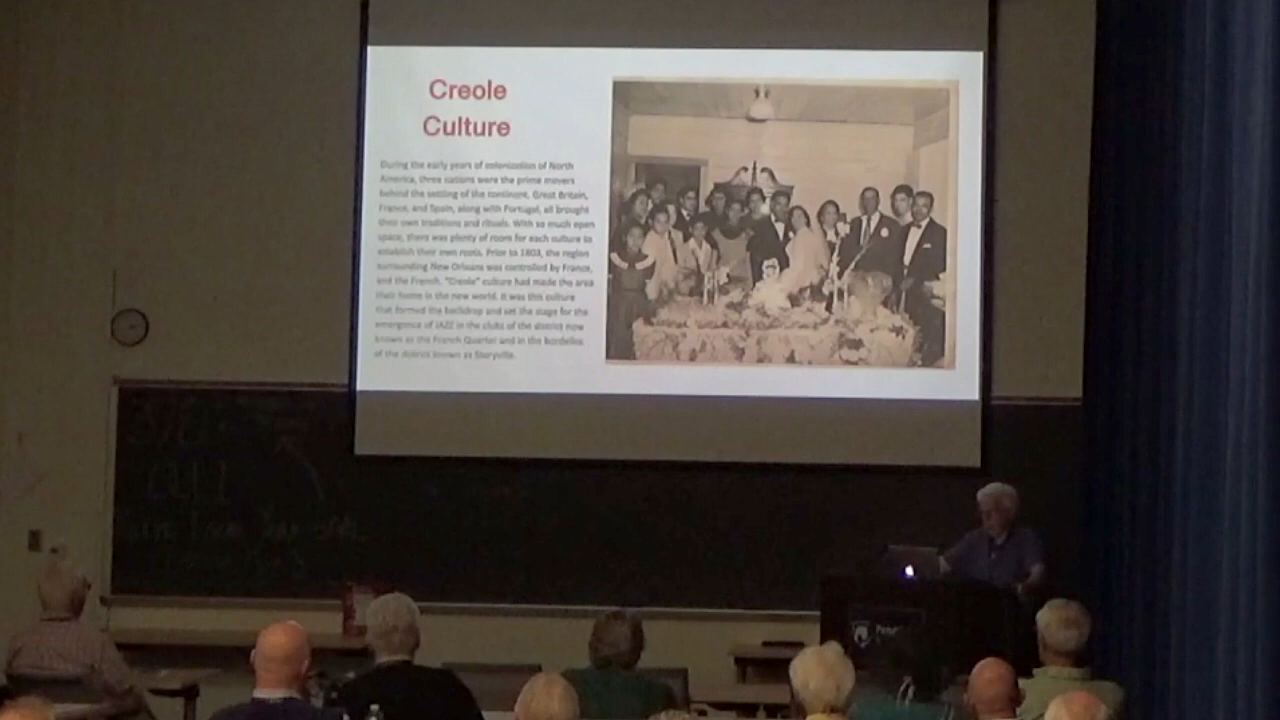 Creole
Culture
During the early years of colonization of North
America, three nations were the prime movers
behind the settling of the continent. Great Britain,
France, and Spain, along with Portugal, all brought
their own traditions and rituals. With so much open
space, there was plenty of room for each culture to
establish their own roots. Prior to 1803, the region
surrounding New Orleans was controlled by France,
and the French, "Creole" culture had made the area
their home in the new world. It was this culture
that formed the backdrop and set the stage for the
emergence of JAZZ in the clubs of the district now
known as the French Quarter and in the bordellos
of the district known as Storyville.